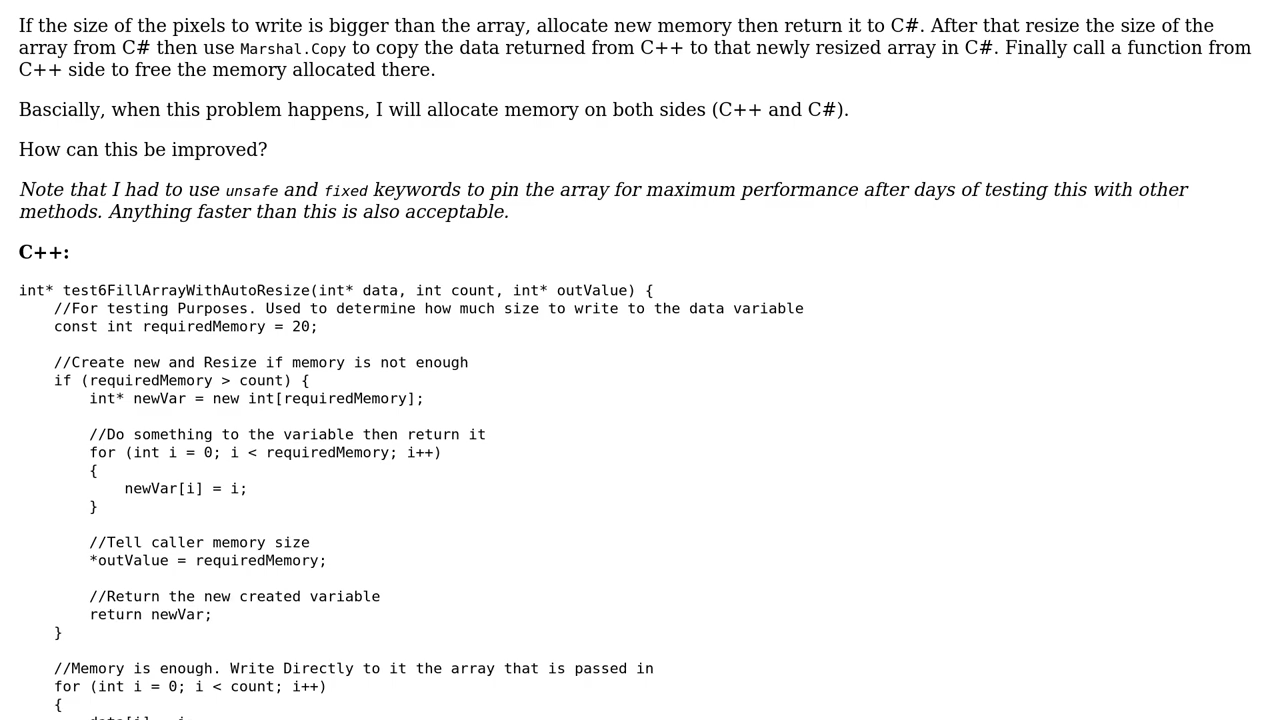 If the size of the pixels to write is bigger than the array, allocate new memory then return it to C#. After that resize the size of the
array from C# then use Marshal.Copy to copy the data returned from C++ to that newly resized array in C#. Finally call a function from
C++ side to free the memory allocated there.
Bascially, when this problem happens, I will allocate memory on both sides (C++ and C#).
How can this be improved?
Note that I had to use unsafe and fixed keywords to pin the array for maximum performance after days of testing this with other
methods. Anything faster than this is also acceptable.
C++:
int* test6FillArrayWithAutoResize(int* data, int count, int* outValue) {
    //For testing Purposes. Used to determine how much size to write to the data variable
    const int requiredMemory = 20;
    //Create new and Resize if memory is not enough
    if (requiredMemory > count) {
        int* newVar = new int[requiredMemory];
        //Do something to the variable then return it
        for (int i = 0; i < requiredMemory; i++)
        {
            newVar[i] = i;
        }
        //Tell caller memory size
        *outValue = requiredMemory;
        //Return the new created variable
        return newVar;
    }
    //Memory is enough. Write Directly to it the array that is passed in
    for (int i = 0; i < count; i++)
    {